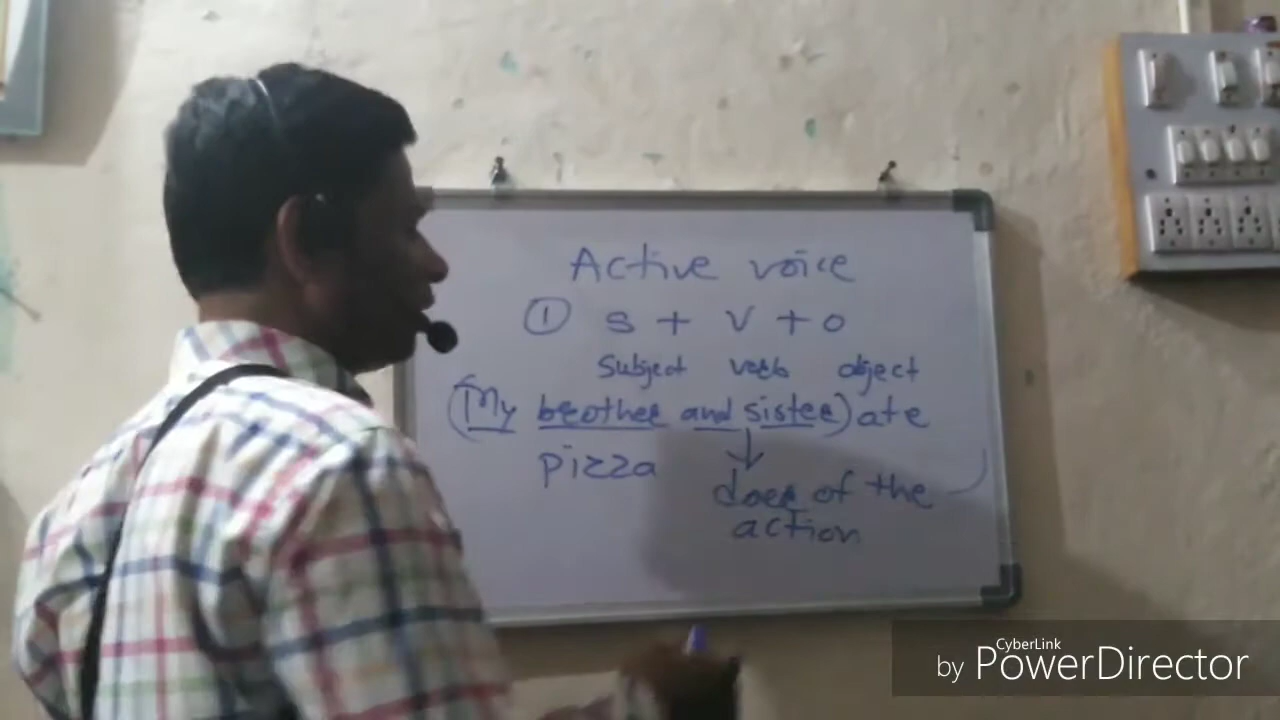 Active voice
① S + V + O
Subject verb object
(My brother and sister) ate
pizza
doer of the
action
CyberLink
by PowerDirector